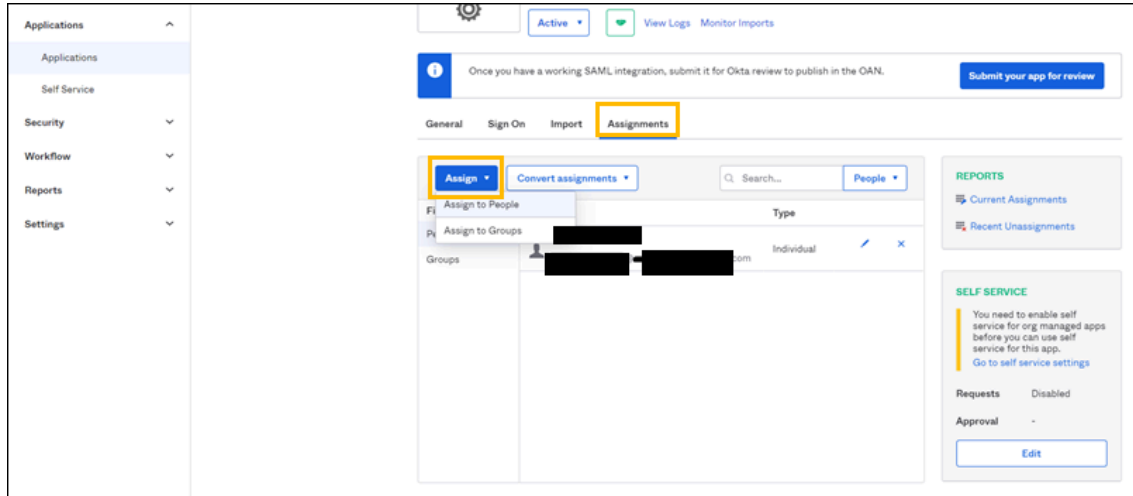 Applications
Applications
Self Service
Security
Workflow
Reports
Settings
Active
View Logs Monitor Imports
Once you have a working SAML integration, submit it for Okta review to publish in the OAN.
Submit your app for review
General Sign On Import Assignments
Assign Convert assignments Search... People
Assign to People
Assign to Groups
Type
Groups
Individual
com
REPORTS
Current Assignments
Recent Unassignments
SELF SERVICE
You need to enable self
service for org managed apps
before you can use self
service for this app.
Go to self service settings
Requests Disabled
Approval -
Edit